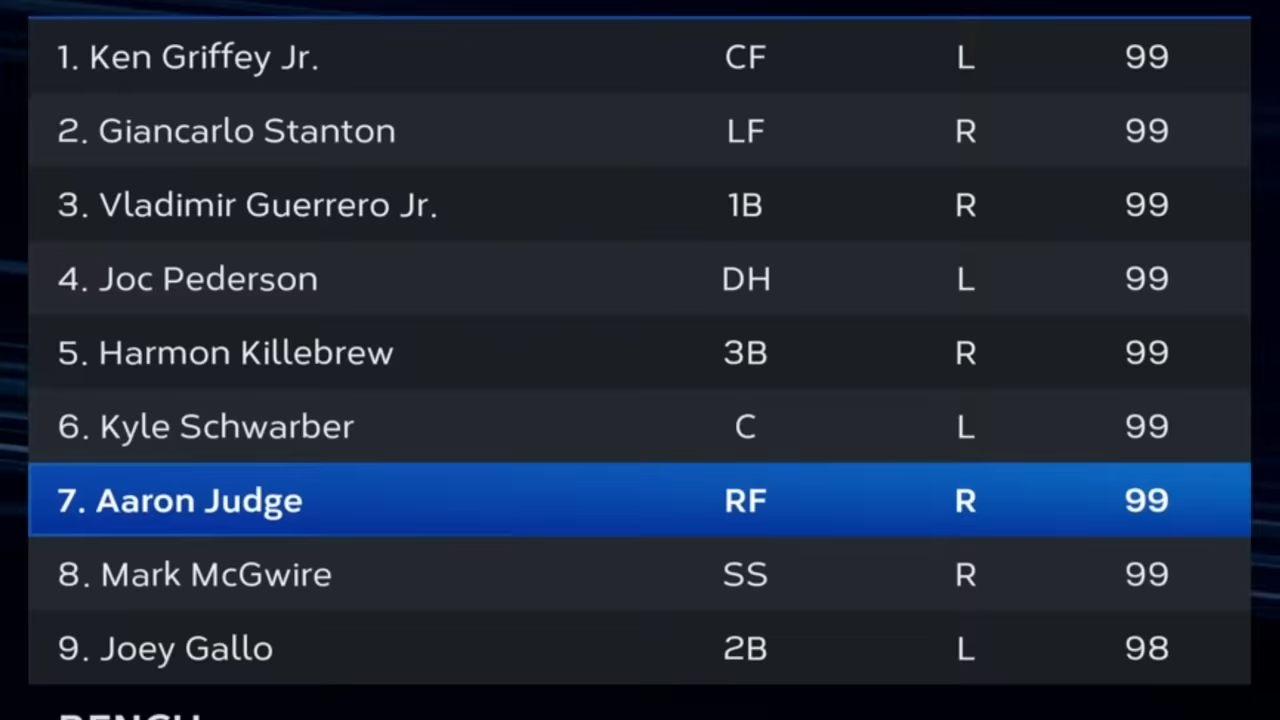 1. Ken Griffey Jr. CF L 99
2. Giancarlo Stanton LF R 99
3. Vladimir Guerrero Jr. 1B R 99
4. Joc Pederson DH L 99
5. Harmon Killebrew 3B R 99
6. Kyle Schwarber C L 99
7. Aaron Judge RF R 99
8. Mark McGwire SS R 99
9. Joey Gallo 2B L 98
BENCH